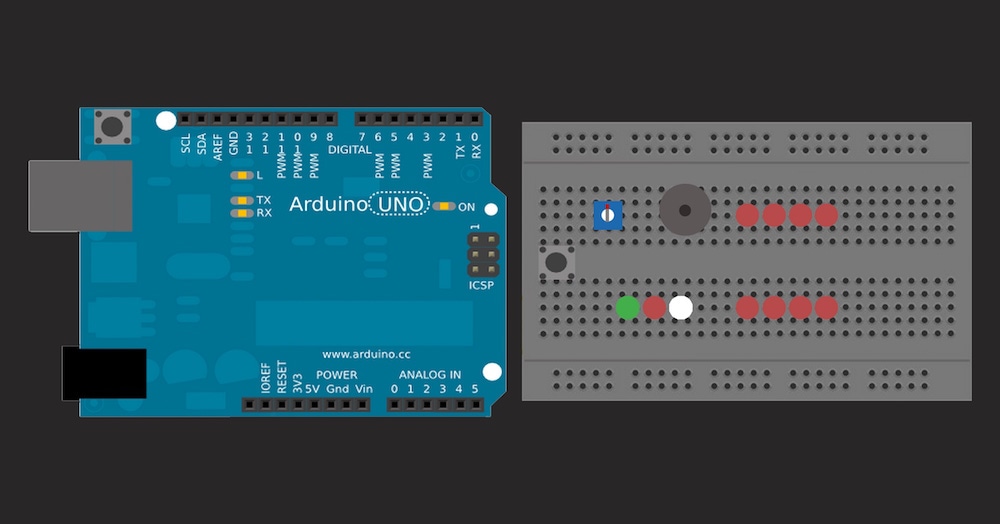 SCL SDA AREF GND 13 12 PWM 11 PWM 10 PWM 9 8
7 PWM 6 PWM 5 4 PWM 3 2 TX 1 RX 0
DIGITAL
L
TX
RX
Arduino UNO
ON
1
ICSP
www.arduino.cc
POWER
ANALOG IN
IOREF RESET 3V3 5V Gnd Vin
0 1 2 3 4 5